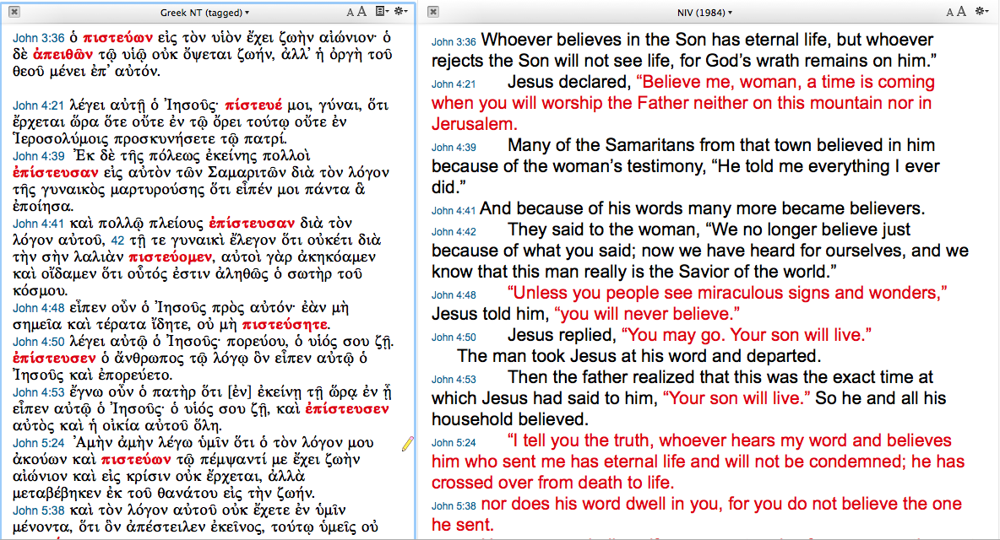 Greek NT (tagged)
A A
John 3:36 ὁ πιστεύων εἰς τὸν υἱὸν ἔχει ζωὴν αἰώνιον· ὁ
δὲ ἀπειθῶν τῷ υἱῷ οὐκ ὄψεται ζωήν, ἀλλ’ ἡ ὀργὴ τοῦ
θεοῦ μένει ἐπ’ αὐτόν.
John 4:21 λέγει αὐτῇ ὁ Ἰησοῦς· πίστευέ μοι, γύναι, ὅτι
ἔρχεται ὥρα ὅτε οὔτε ἐν τῷ ὄρει τούτῳ οὔτε ἐν
Ἱεροσολύμοις προσκυνήσετε τῷ πατρί.
John 4:39 Ἐκ δὲ τῆς πόλεως ἐκείνης πολλοὶ
ἐπίστευσαν εἰς αὐτὸν τῶν Σαμαριτῶν διὰ τὸν λόγον
τῆς γυναικὸς μαρτυρούσης ὅτι εἶπέν μοι πάντα ἃ
ἐποίησα.
John 4:41 καὶ πολλῷ πλείους ἐπίστευσαν διὰ τὸν
λόγον αὐτοῦ, 42 τῇ τε γυναικὶ ἔλεγον ὅτι οὐκέτι διὰ
τὴν σὴν λαλιὰν πιστεύομεν, αὐτοὶ γὰρ ἀκηκόαμεν
καὶ οἴδαμεν ὅτι οὗτός ἐστιν ἀληθῶς ὁ σωτὴρ τοῦ
κόσμου.
John 4:48 εἶπεν οὖν ὁ Ἰησοῦς πρὸς αὐτόν· ἐὰν μὴ
σημεῖα καὶ τέρατα ἴδητε, οὐ μὴ πιστεύσητε.
John 4:50 λέγει αὐτῷ ὁ Ἰησοῦς· πορεύου, ὁ υἱός σου ζῇ.
ἐπίστευσεν ὁ ἄνθρωπος τῷ λόγῳ ὃν εἶπεν αὐτῷ ὁ
Ἰησοῦς καὶ ἐπορεύετο.
John 4:53 ἔγνω οὖν ὁ πατὴρ ὅτι [ἐν] ἐκείνῃ τῇ ὥρᾳ ἐν ᾗ
εἶπεν αὐτῷ ὁ Ἰησοῦς· ὁ υἱός σου ζῇ, καὶ ἐπίστευσεν
αὐτὸς καὶ ἡ οἰκία αὐτοῦ ὅλη.
John 5:24 Ἀμὴν ἀμὴν λέγω ὑμῖν ὅτι ὁ τὸν λόγον μου
ἀκούων καὶ πιστεύων τῷ πέμψαντί με ἔχει ζωὴν
αἰώνιον καὶ εἰς κρίσιν οὐκ ἔρχεται, ἀλλὰ
μεταβέβηκεν ἐκ τοῦ θανάτου εἰς τὴν ζωήν.
John 5:38 καὶ τὸν λόγον αὐτοῦ οὐκ ἔχετε ἐν ὑμῖν
μένοντα, ὅτι ὃν ἀπέστειλεν ἐκεῖνος, τούτῳ ὑμεῖς οὐ
NIV (1984)
A A
John 3:36 Whoever believes in the Son has eternal life, but whoever
rejects the Son will not see life, for God’s wrath remains on him.”
John 4:21 Jesus declared, “Believe me, woman, a time is coming
when you will worship the Father neither on this mountain nor in
Jerusalem.
John 4:39 Many of the Samaritans from that town believed in him
because of the woman’s testimony, “He told me everything I ever
did.”
John 4:41 And because of his words many more became believers.
John 4:42 They said to the woman, “We no longer believe just
because of what you said; now we have heard for ourselves, and we
know that this man really is the Savior of the world.”
John 4:48 “Unless you people see miraculous signs and wonders,”
Jesus told him, “you will never believe.”
John 4:50 Jesus replied, “You may go. Your son will live.”
The man took Jesus at his word and departed.
John 4:53 Then the father realized that this was the exact time at
which Jesus had said to him, “Your son will live.” So he and all his
household believed.
John 5:24 “I tell you the truth, whoever hears my word and believes
him who sent me has eternal life and will not be condemned; he has
crossed over from death to life.
John 5:38 nor does his word dwell in you, for you do not believe the one
he sent.